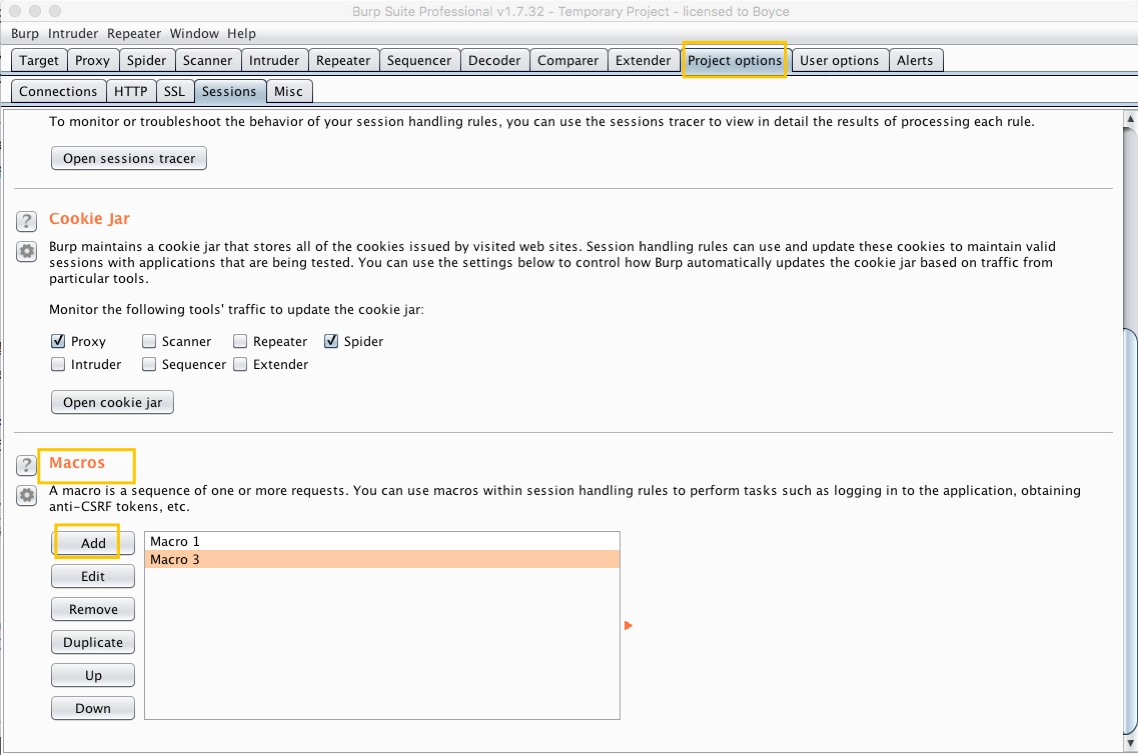 Burp Suite Professional v1.7.32 - Temporary Project - licensed to Boyce
Burp Intruder Repeater Window Help
Target Proxy Spider Scanner Intruder Repeater Sequencer Decoder Comparer Extender Project options User options Alerts
Connections HTTP SSL Sessions Misc
To monitor or troubleshoot the behavior of your session handling rules, you can use the sessions tracer to view in detail the results of processing each rule.
Open sessions tracer
? Cookie Jar
Burp maintains a cookie jar that stores all of the cookies issued by visited web sites. Session handling rules can use and update these cookies to maintain valid
sessions with applications that are being tested. You can use the settings below to control how Burp automatically updates the cookie jar based on traffic from
particular tools.
Monitor the following tools' traffic to update the cookie jar:
Proxy Scanner Repeater Spider
Intruder Sequencer Extender
Open cookie jar
? Macros
A macro is a sequence of one or more requests. You can use macros within session handling rules to perform tasks such as logging in to the application, obtaining
anti-CSRF tokens, etc.
Add
Macro 1
Macro 3
Edit
Remove
Duplicate
Up
Down